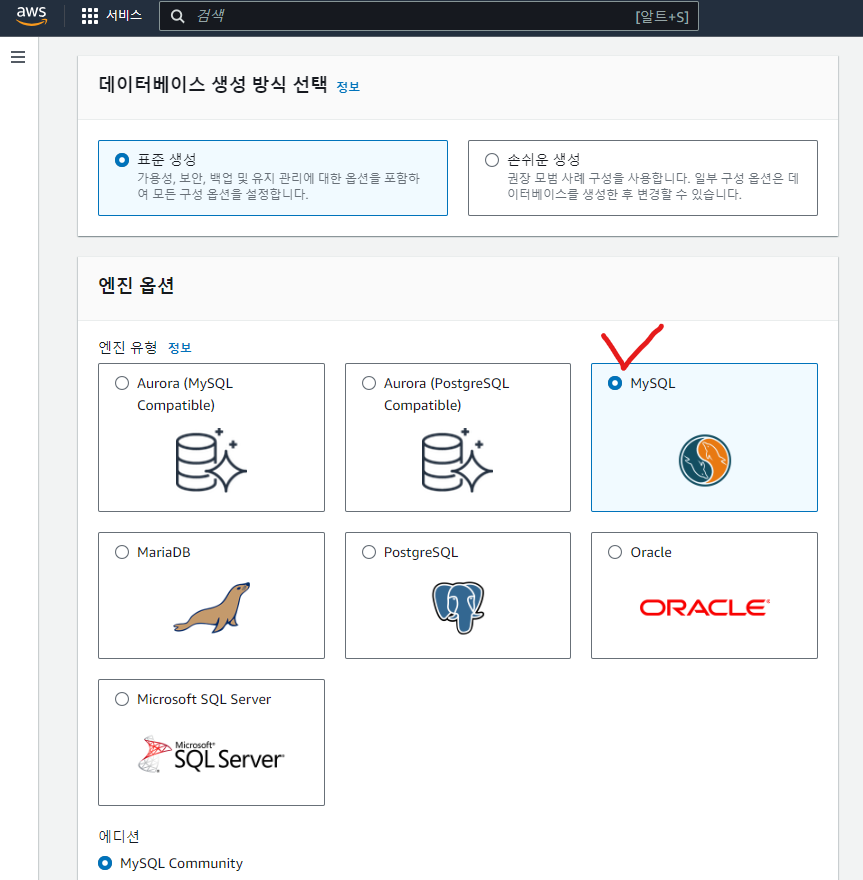 aws
서비스
검색
[알트+S]
데이터베이스 생성 방식 선택 정보
표준 생성
가용성, 보안, 백업 및 유지 관리에 대한 옵션을 포함하
여 모든 구성 옵션을 설정합니다.
손쉬운 생성
권장 모범 사례 구성을 사용합니다. 일부 구성 옵션은 데
이터베이스를 생성한 후 변경할 수 있습니다.
엔진 옵션
엔진 유형 정보
Aurora (MySQL
Compatible)
Aurora (PostgreSQL
Compatible)
MySQL
MariaDB
PostgreSQL
Oracle
ORACLE
Microsoft SQL Server
Microsoft®
SQL Server
에디션
MySQL Community